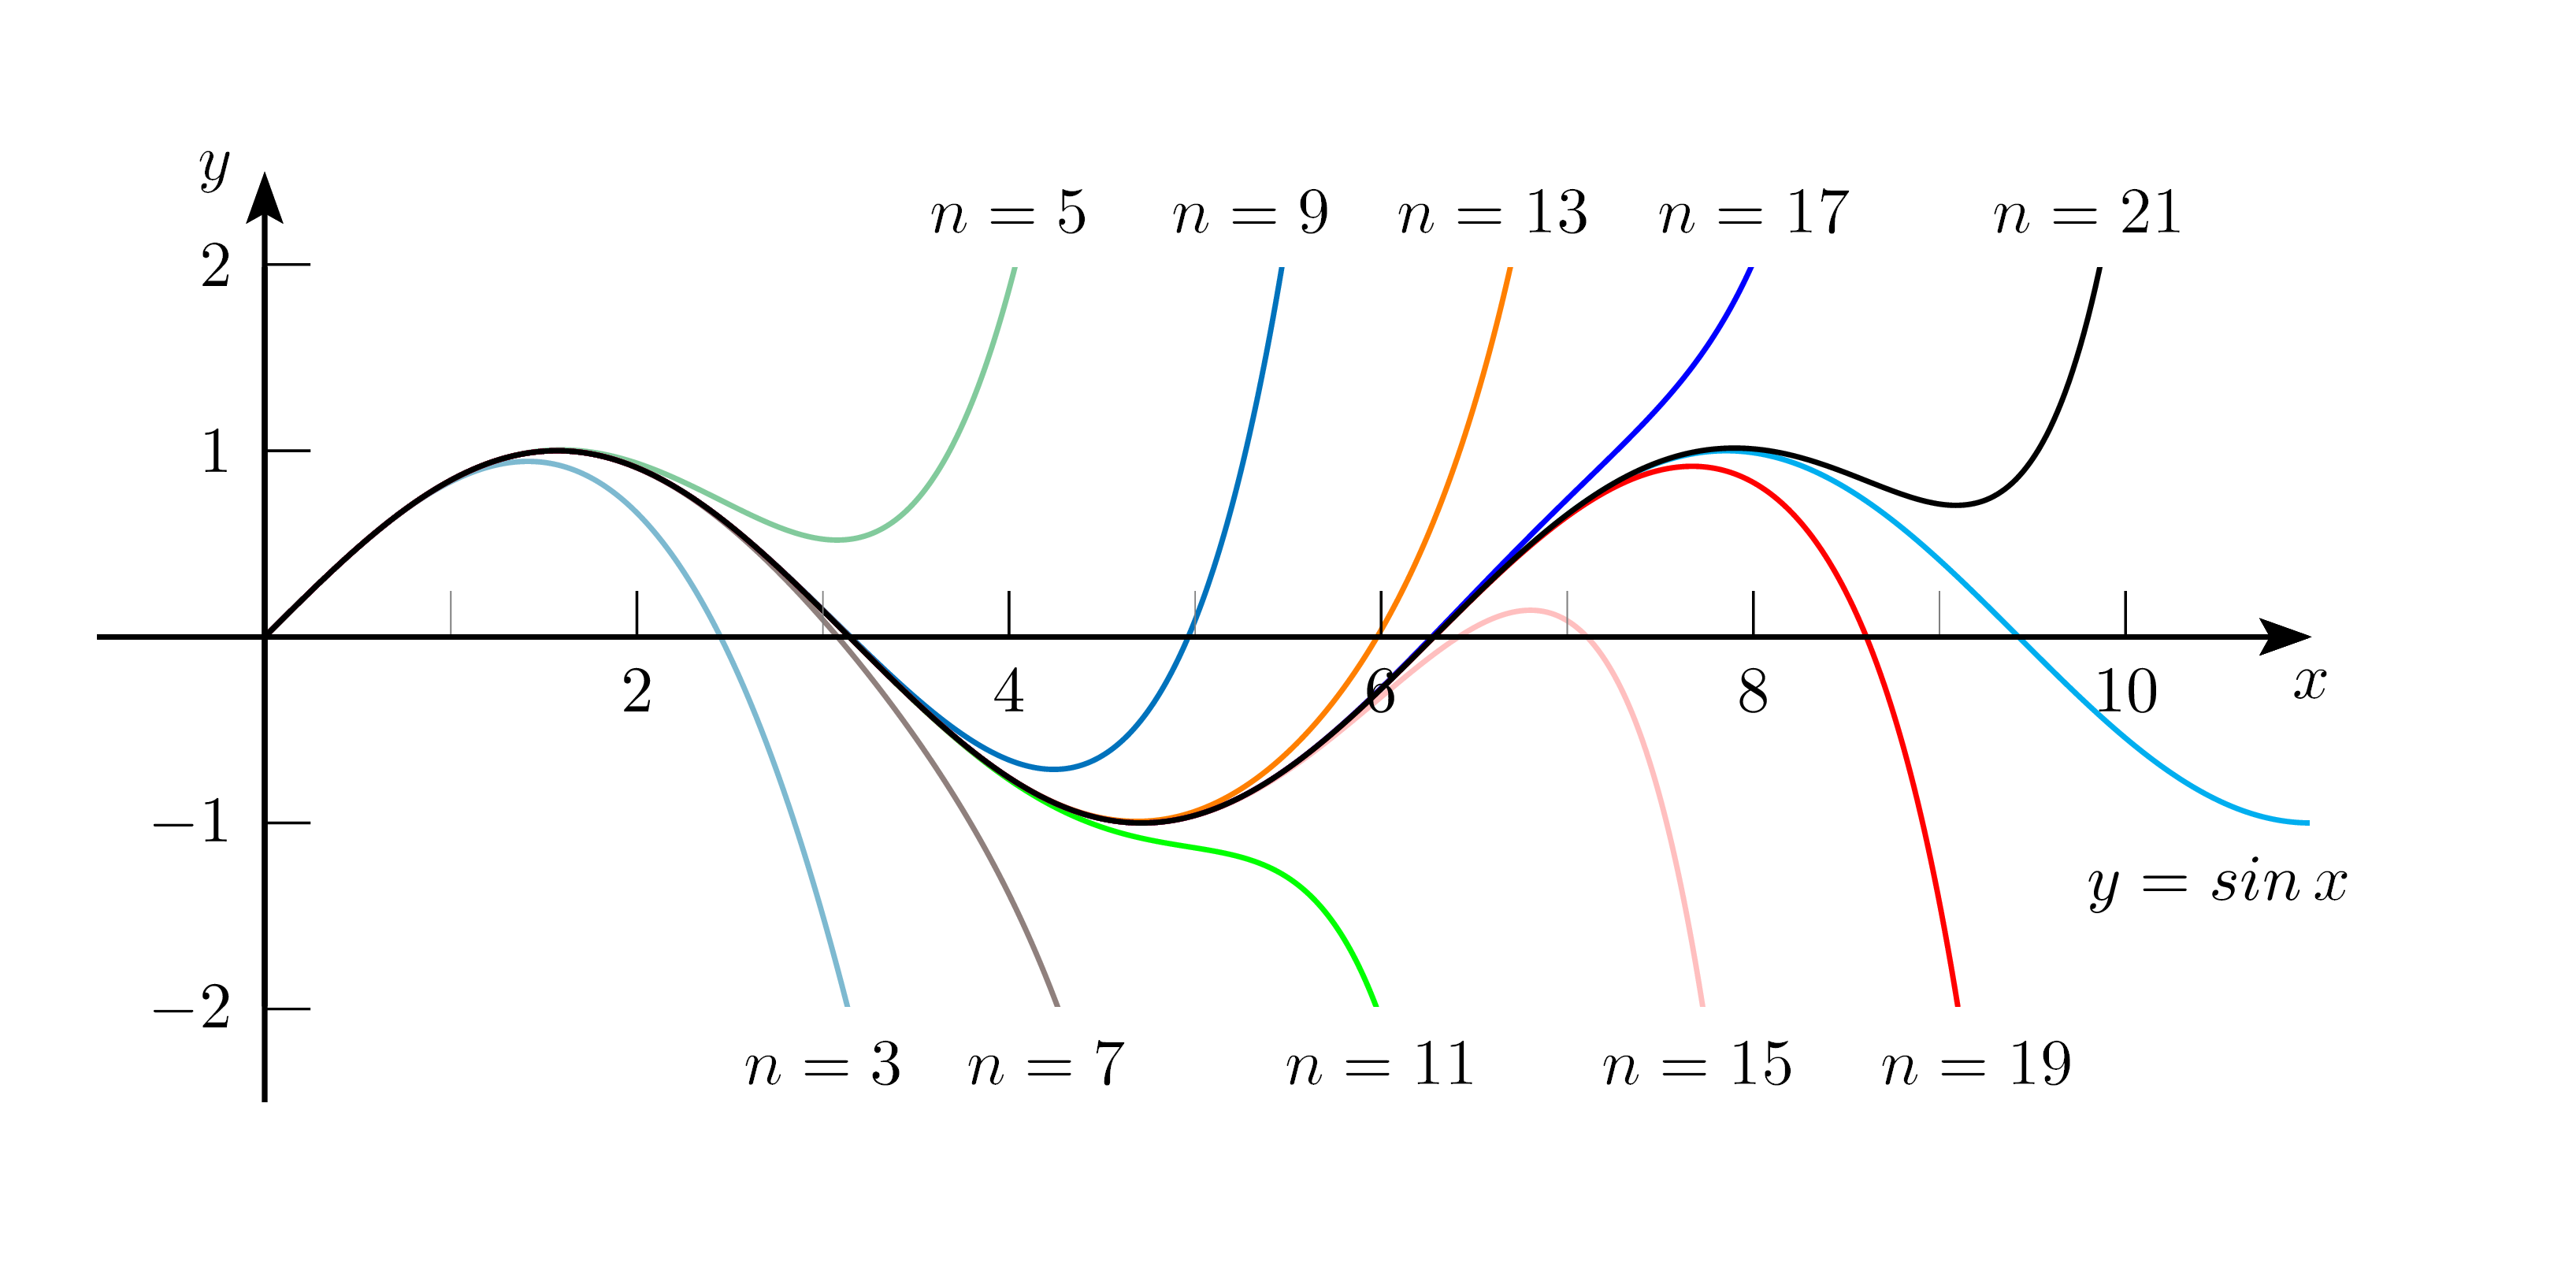 y
n = 5
n = 9
n = 13
n = 17
n = 21
2
1
2
4
6
8
10
x
−1
y = sin x
−2
n = 3
n = 7
n = 11
n = 15
n = 19